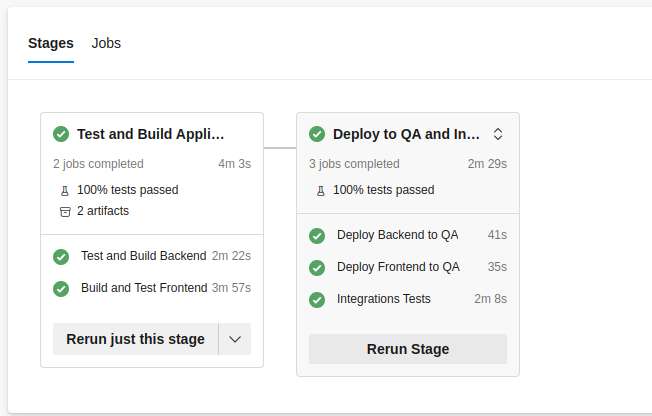 Stages Jobs
Test and Build Appli...
2 jobs completed 4m 3s
100% tests passed
2 artifacts
Test and Build Backend 2m 22s
Build and Test Frontend 3m 57s
Rerun just this stage
Deploy to QA and In...
3 jobs completed 2m 29s
100% tests passed
Deploy Backend to QA 41s
Deploy Frontend to QA 35s
Integrations Tests 2m 8s
Rerun Stage